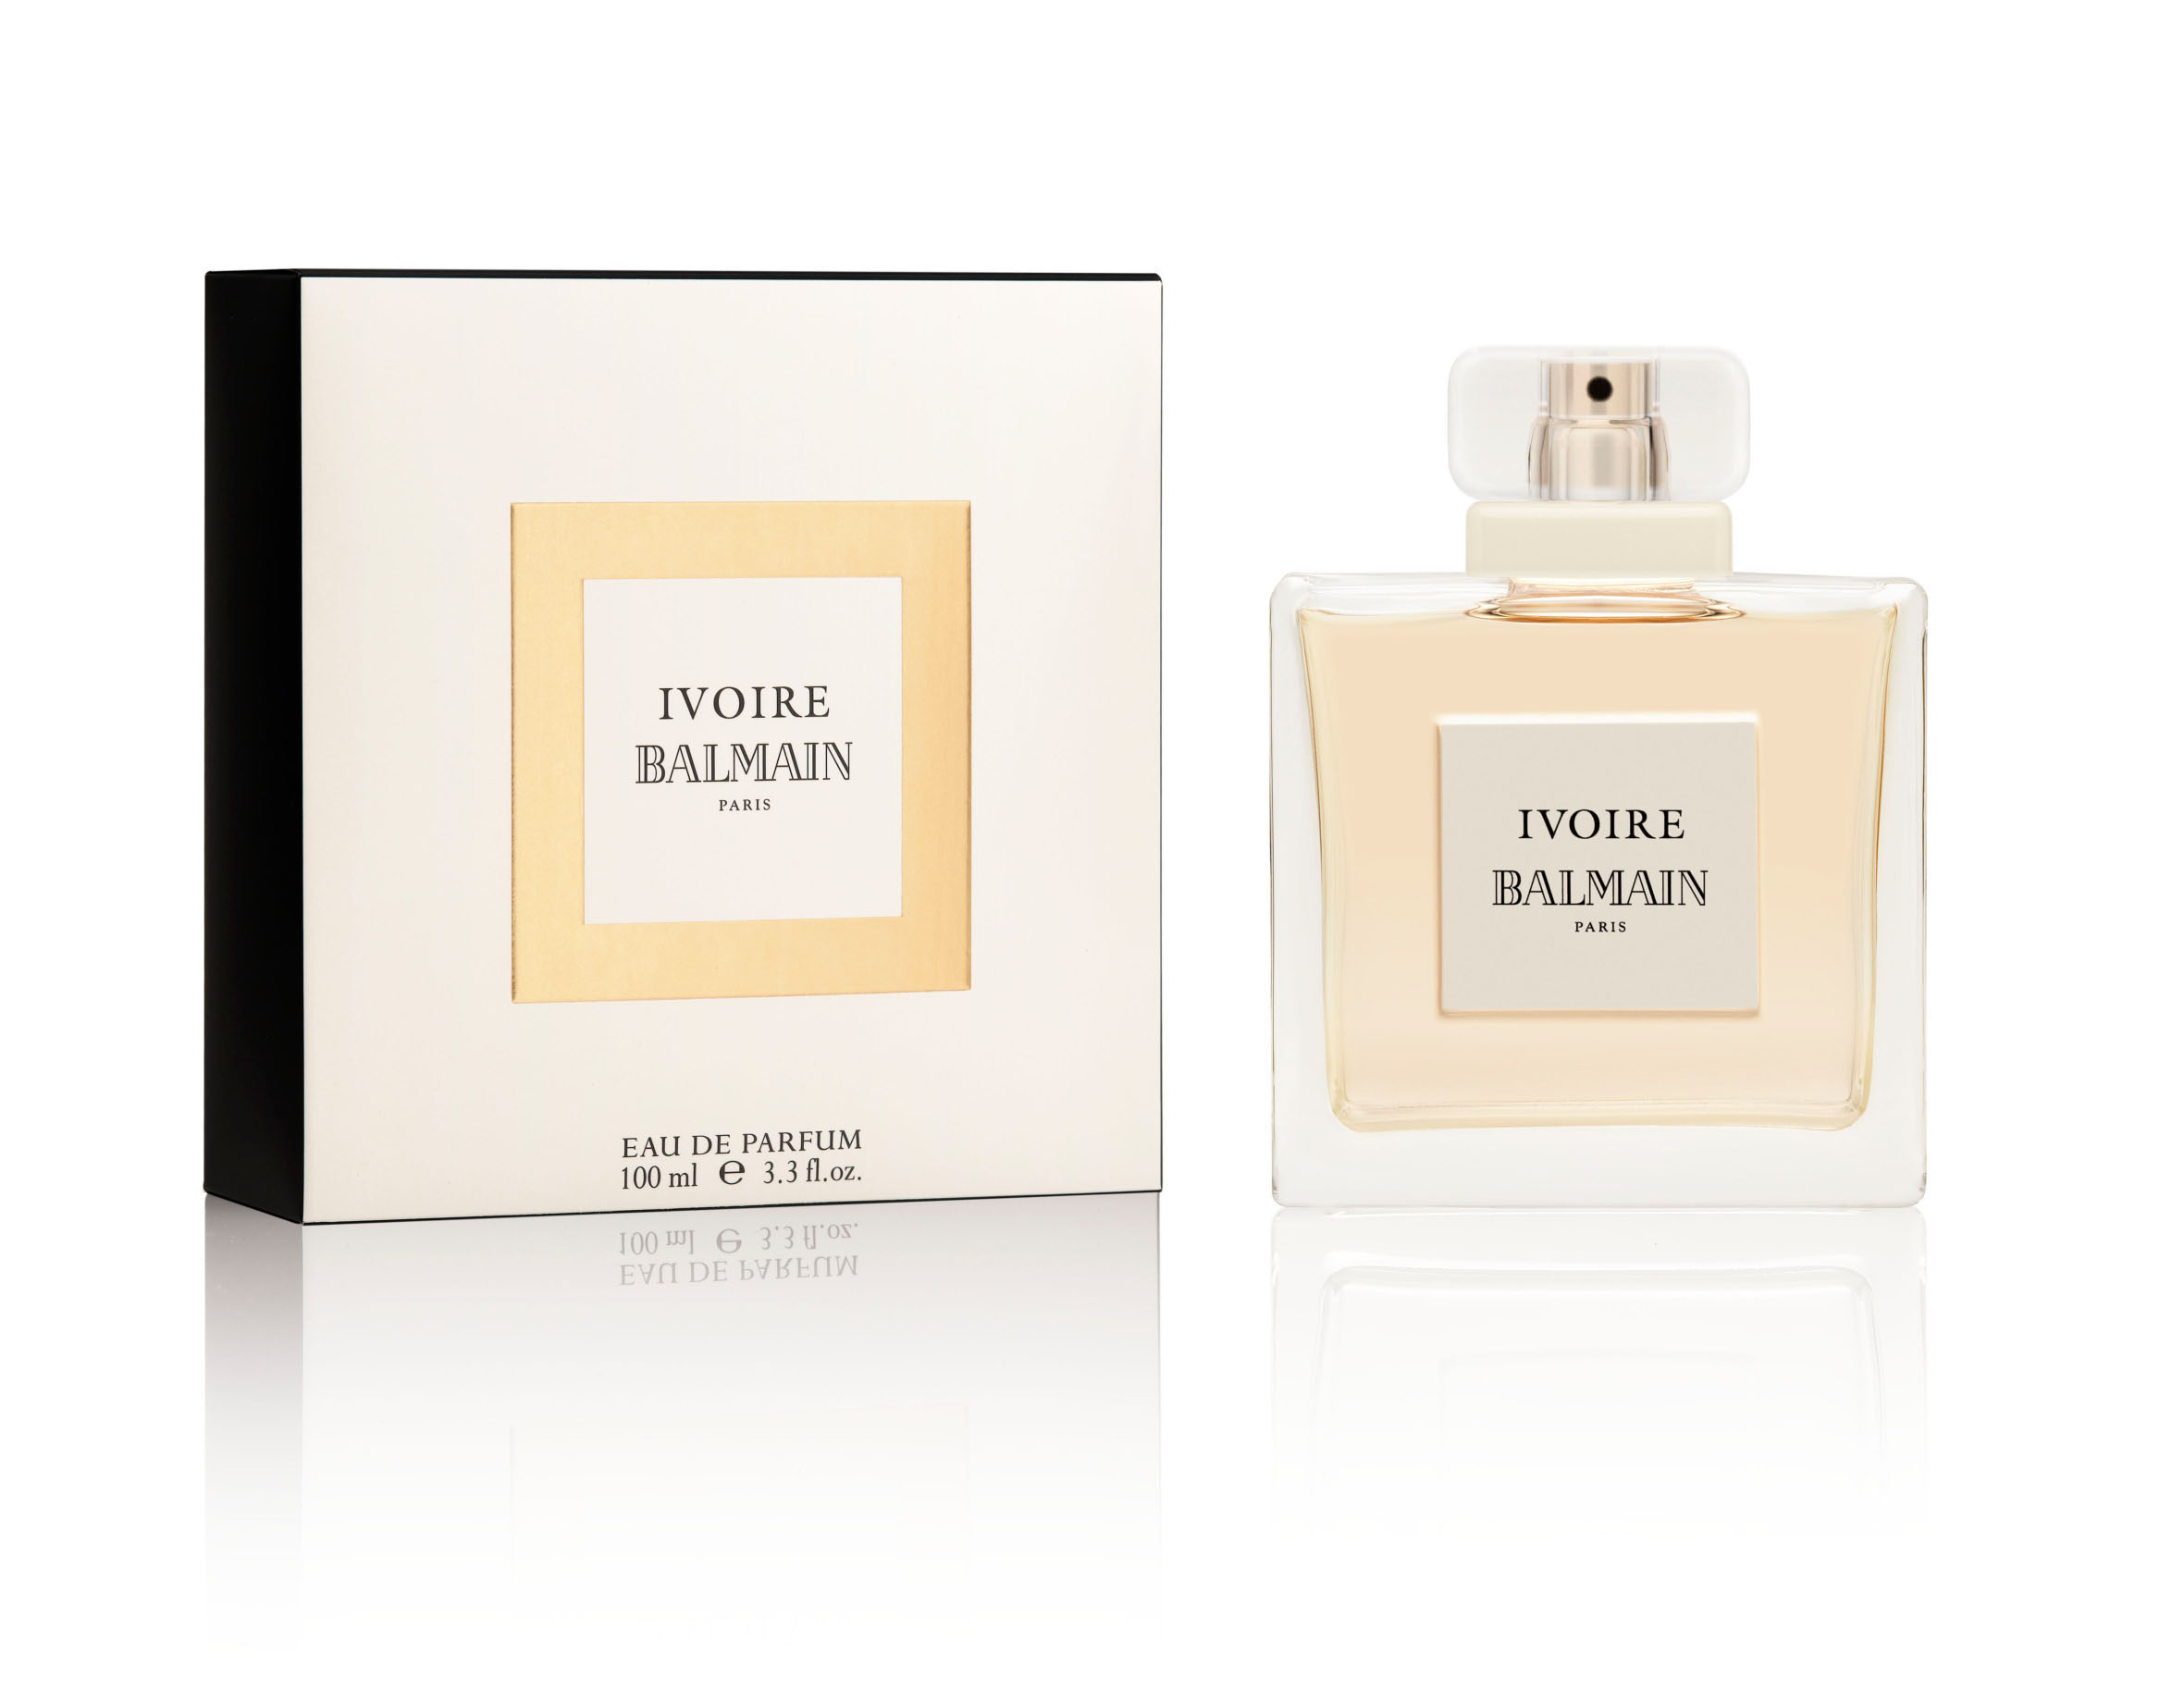 IVOIRE
BALMAIN
PARIS
EAU DE PARFUM
100 ml ℮ 3.3 fl.oz.
IVOIRE
BALMAIN
PARIS